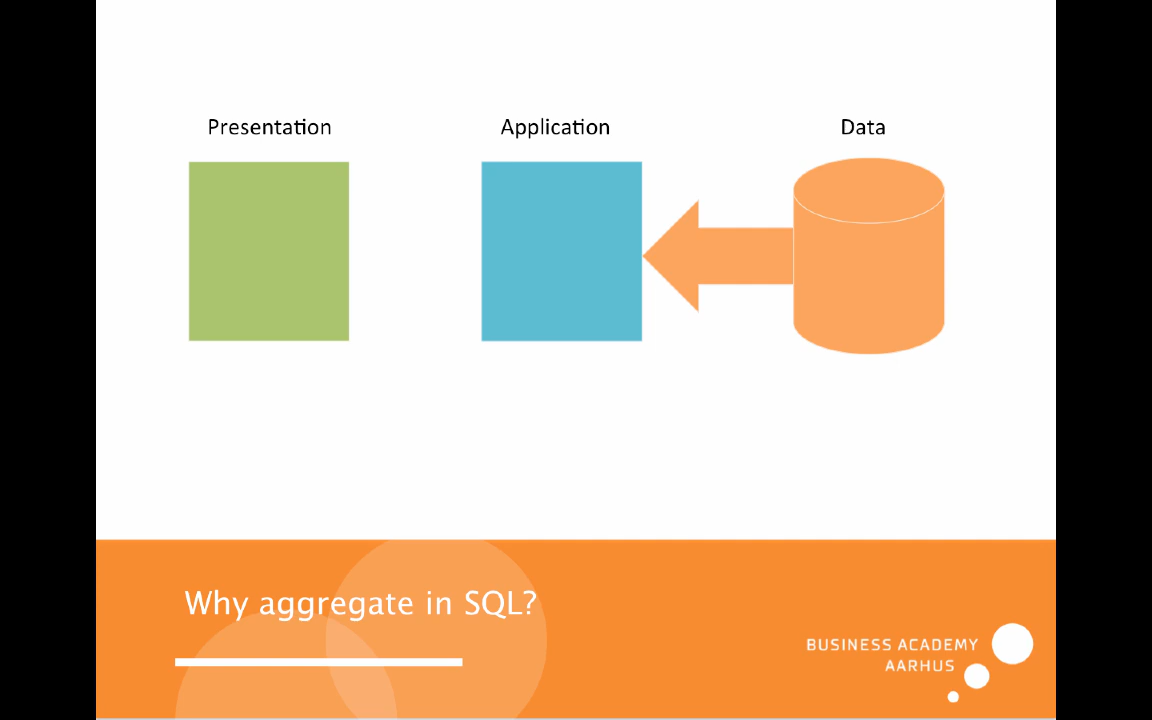 Presentation
Application
Data
Why aggregate in SQL?
BUSINESS ACADEMY
AARHUS